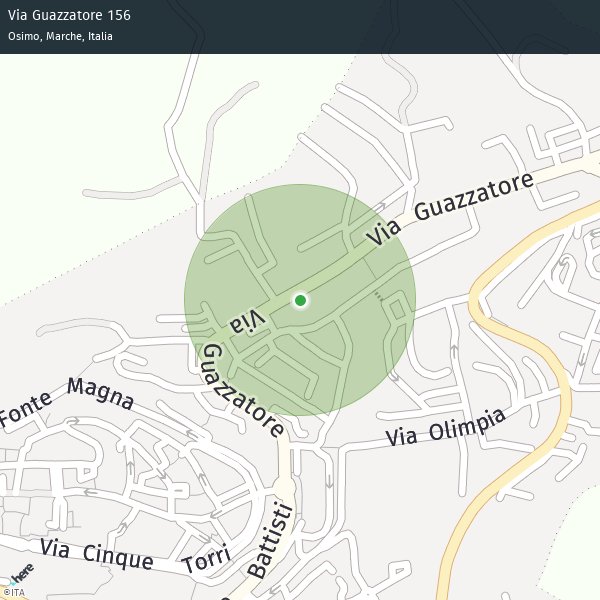 Via Guazzatore 156
Osimo, Marche, Italia
Via Guazzatore
Via
Guazzatore
Fonte Magna
Via Olimpia
Battisti
Via Cinque Torri
here
©ITA